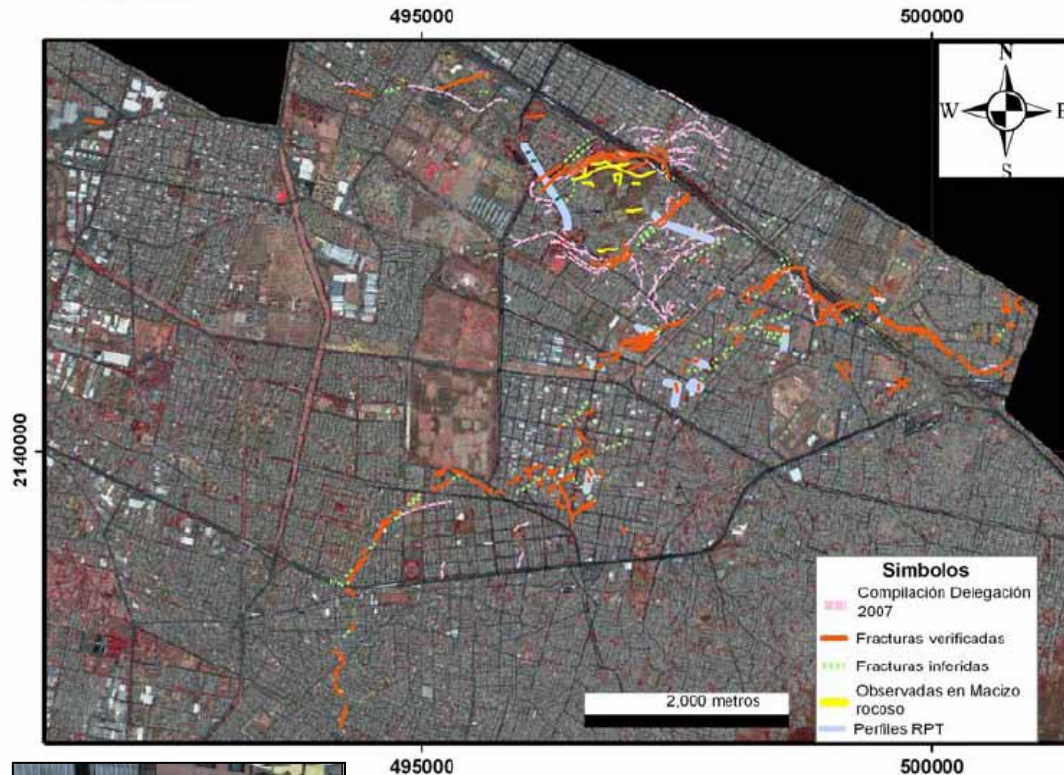 495000 500000
N
W E
S
2140000
Simbolos
Compilación Delegación
2007
Fracturas verificadas
Fracturas inferidas
Observadas en Macizo
rocoso
Perfiles RPT
2,000 metros
495000 500000